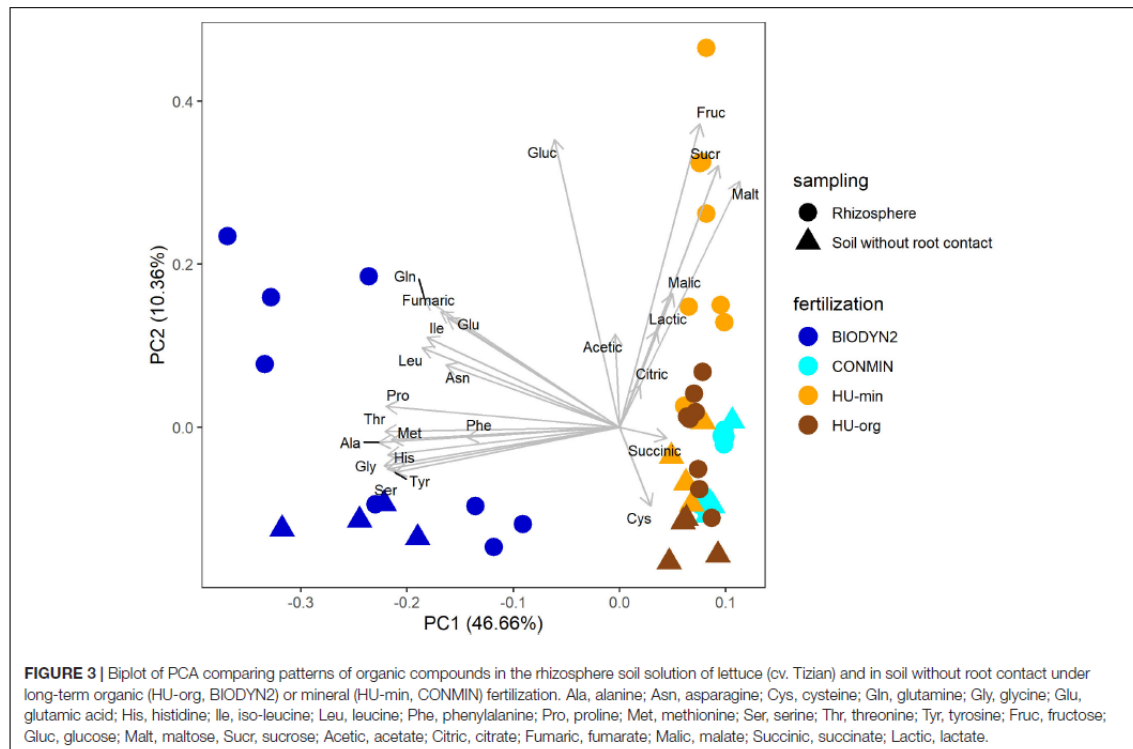 Fruc
0.4
Gluc
Sucr
Malt
sampling
Rhizosphere
Soil without root contact
PC2 (10.36%)
0.2
Gln
Fumaric
Glu
Ile
Malic
Lactic
fertilization
BIODYN2
Leu
Acetic
CONMIN
Asn
Citric
HU-min
Pro
HU-org
Thr
Met
Phe
0.0
Ala
His
Succinic
Gly
Tyr
Ser
Cys
-0.3
-0.2
-0.1
0.0
0.1
PC1 (46.66%)
FIGURE 3 | Biplot of PCA comparing patterns of organic compounds in the rhizosphere soil solution of lettuce (cv. Tizian) and in soil without root contact under
long-term organic (HU-org, BIODYN2) or mineral (HU-min, CONMIN) fertilization. Ala, alanine; Asn, asparagine; Cys, cysteine; Gln, glutamine; Gly, glycine; Glu,
glutamic acid; His, histidine; Ile, iso-leucine; Leu, leucine; Phe, phenylalanine; Pro, proline; Met, methionine; Ser, serine; Thr, threonine; Tyr, tyrosine; Fruc, fructose;
Gluc, glucose; Malt, maltose, Sucr, sucrose; Acetic, acetate; Citric, citrate; Fumaric, fumarate; Malic, malate; Succinic, succinate; Lactic, lactate.